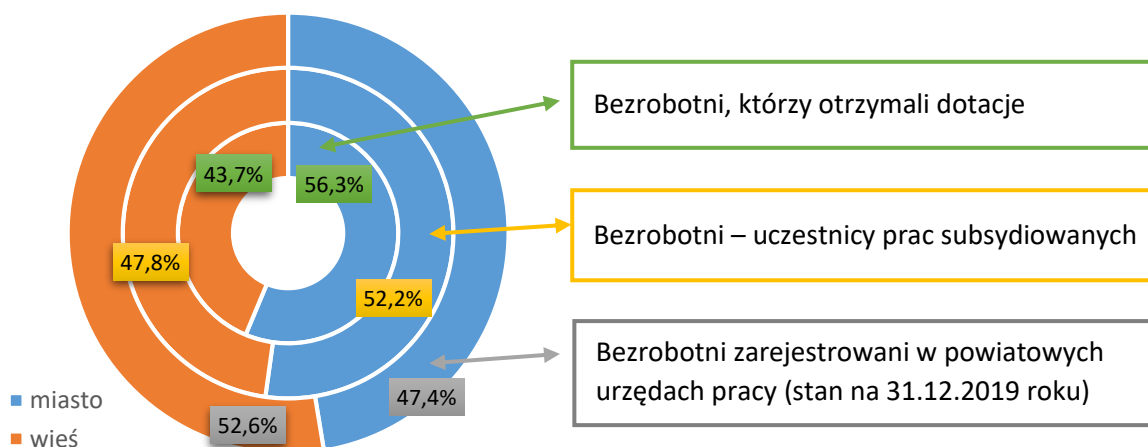 Bezrobotni, którzy otrzymali dotacje
43,7%
56,3%
Bezrobotni – uczestnicy prac subsydiowanych
47,8%
52,2%
Bezrobotni zarejestrowani w powiatowych
urzędach pracy (stan na 31.12.2019 roku)
47,4%
52,6%
miasto
wieś